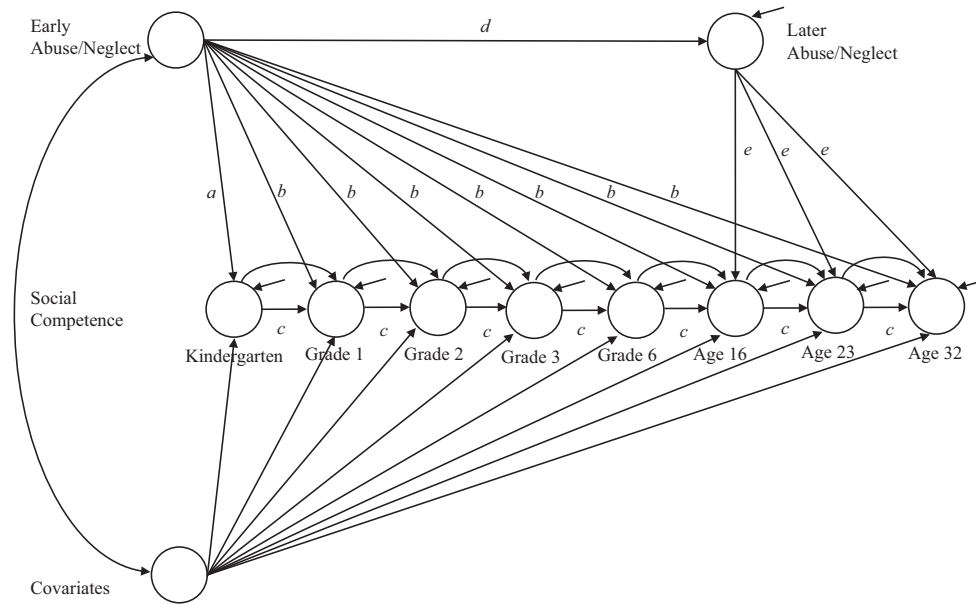 Early
Abuse/Neglect
d
Later
Abuse/Neglect
e
e
e
a
b
b
b
b
b
b
b
Social
Competence
c
c
c
c
c
c
c
Kindergarten
Grade 1
Grade 2
Grade 3
Grade 6
Age 16
Age 23
Age 32
Covariates